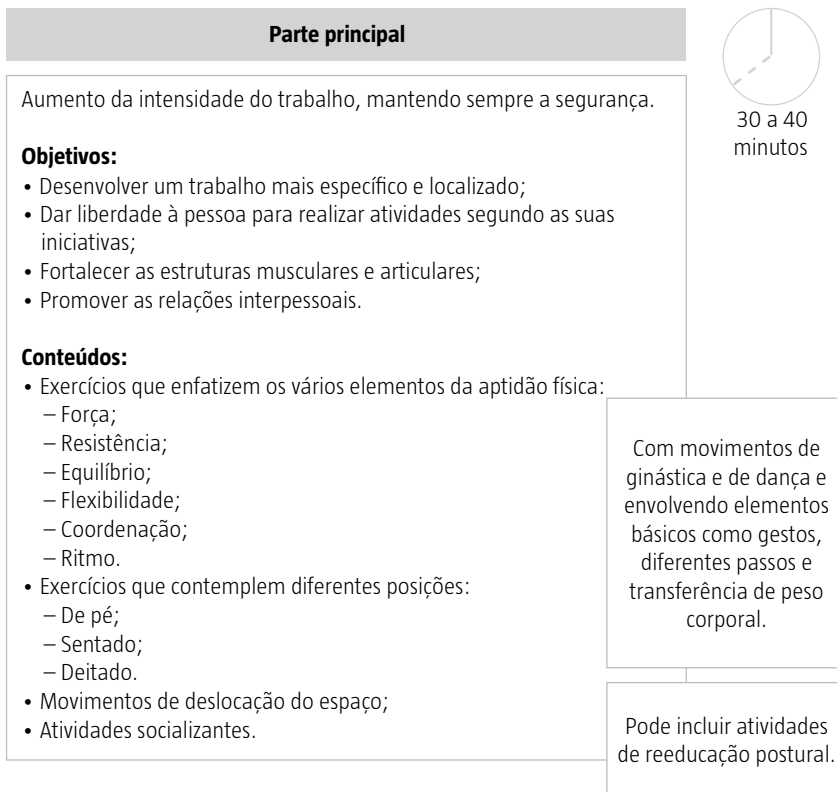 Parte principal
30 a 40
minutos
Aumento da intensidade do trabalho, mantendo sempre a segurança.
Objetivos:
• Desenvolver um trabalho mais específico e localizado;
• Dar liberdade à pessoa para realizar atividades segundo as suas
iniciativas;
• Fortalecer as estruturas musculares e articulares;
• Promover as relações interpessoais.
Conteúdos:
• Exercícios que enfatizem os vários elementos da aptidão física:
– Força;
– Resistência;
– Equilíbrio;
– Flexibilidade;
– Coordenação;
– Ritmo.
• Exercícios que contemplem diferentes posições:
– De pé;
– Sentado;
– Deitado.
• Movimentos de deslocação do espaço;
• Atividades socializantes.
Com movimentos de
ginástica e de dança e
envolvendo elementos
básicos como gestos,
diferentes passos e
transferência de peso
corporal.
Pode incluir atividades
de reeducação postural.